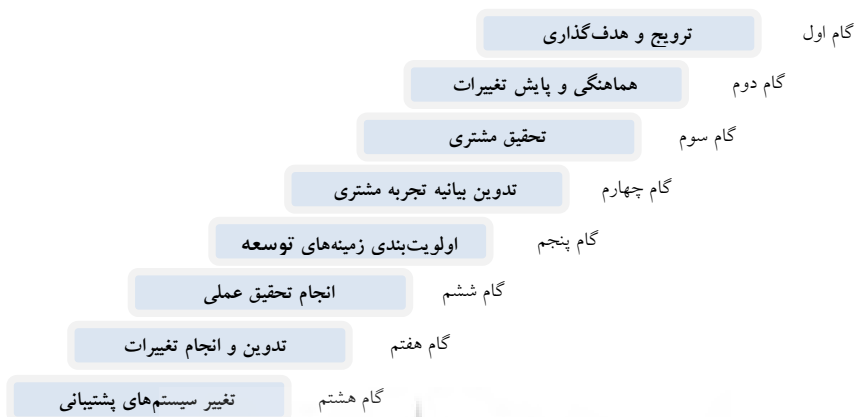 گام اول ترویج و هدف‌گذاری
گام دوم هماهنگی و پایش تغییرات
گام سوم تحقیق مشتری
گام چهارم تدوین بیانیه تجربه مشتری
گام پنجم اولویت‌بندی زمینه‌های توسعه
گام ششم انجام تحقیق عملی
گام هفتم تدوین و انجام تغییرات
گام هشتم تغییر سیستم‌های پشتیبانی